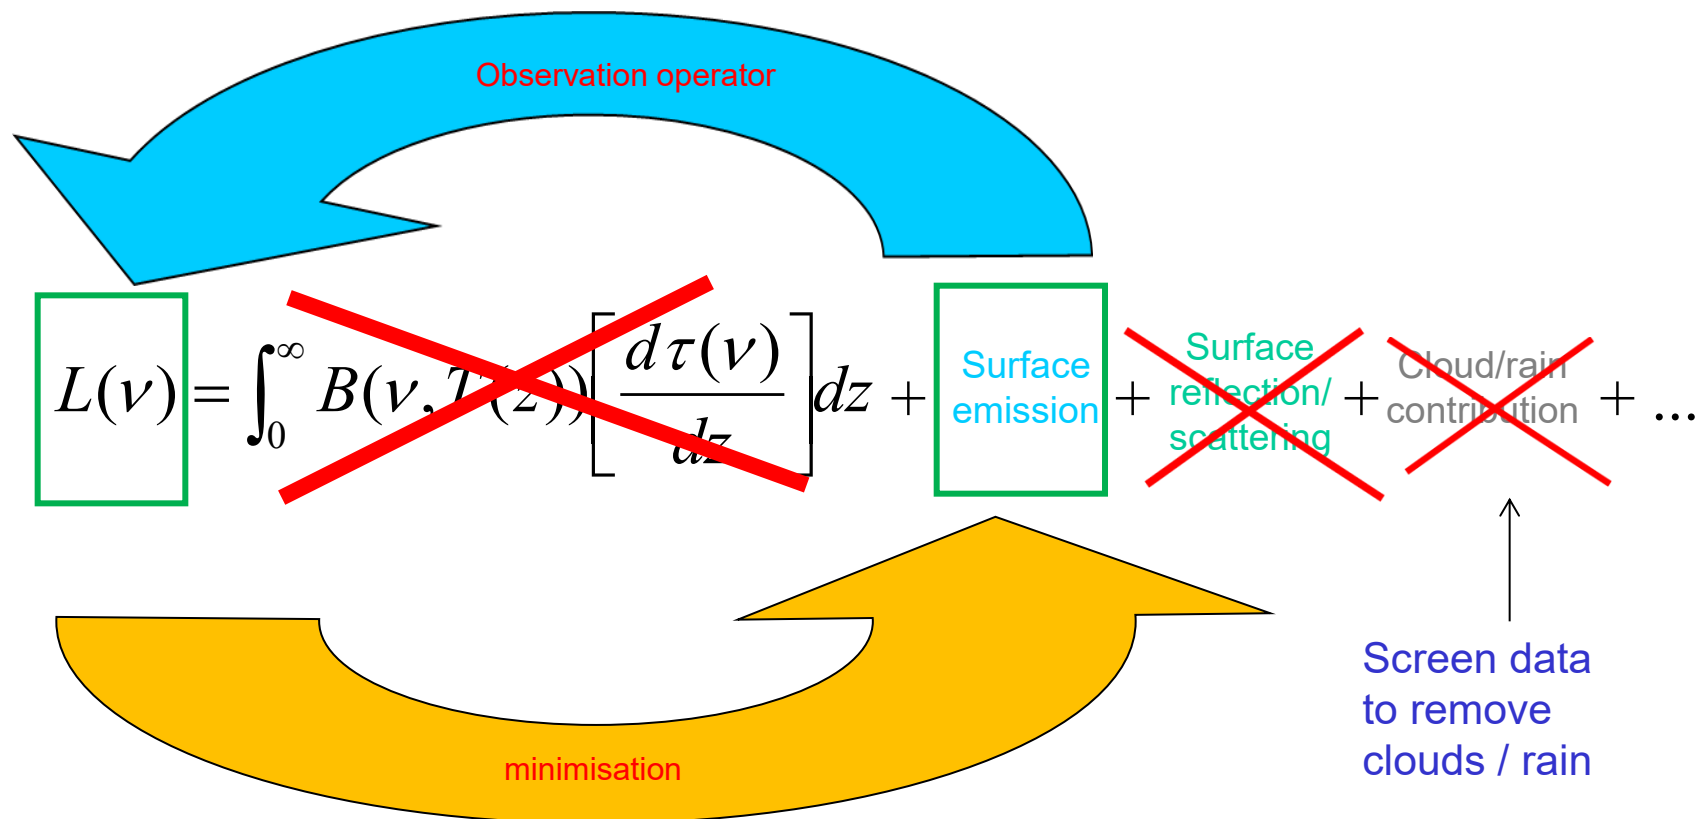 Observation operator
L(ν) = ∫₀^∞ B(ν, T(z)) [dτ(ν)/dz] dz + Surface emission + Surface reflection/ scattering + Cloud/rain contribution + ...
minimisation
Screen data
to remove
clouds / rain